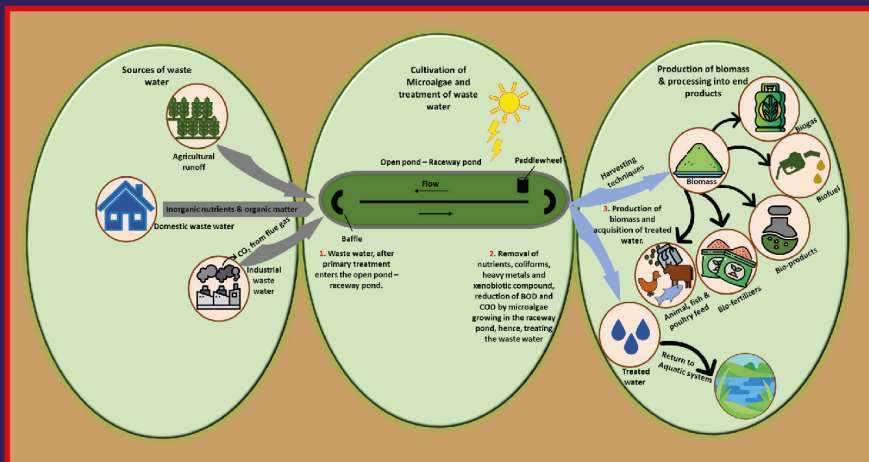 Sources of waste
water
Agricultural
runoff
Inorganic nutrients & organic matter
Domestic waste water
CO₂ from flue gas
Industrial
waste
water
Cultivation of
Microalgae and
treatment of waste
water
Open pond – Raceway pond
Paddlewheel
Flow
Baffle
1. Waste water, after
primary treatment
enters the open pond –
raceway pond.
2. Removal of
nutrients, coliforms,
heavy metals and
xenobiotic compound,
reduction of BOD and
COD by microalgae
growing in the raceway
pond, hence, treating
the waste water
Production of biomass
& processing into end
products
Harvesting
techniques
Biomass
Biogas
Biofuel
Bio-products
Bio-fertilizers
Animal, fish &
poultry feed
3. Production of
biomass and
acquisition of treated
water.
Treated
water
Return to
Aquatic system